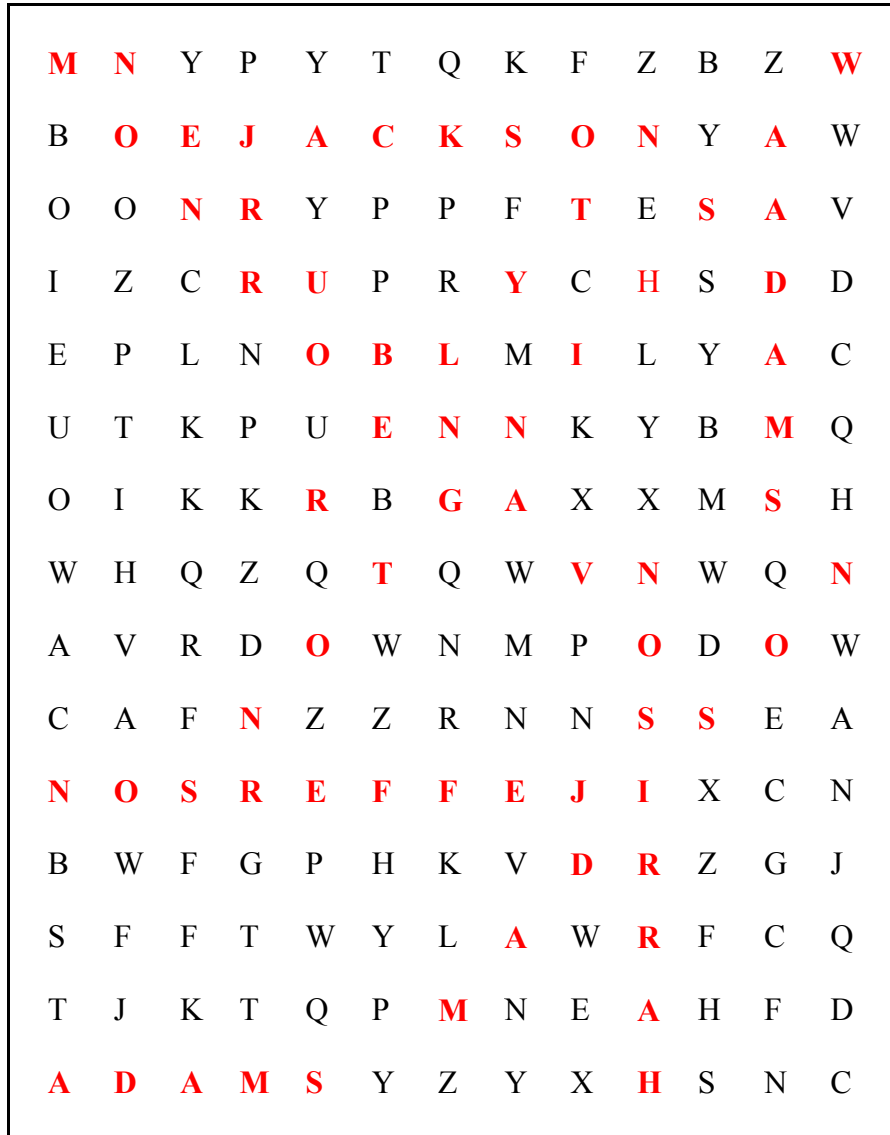 M N Y P Y T Q K F Z B Z W
B O E J A C K S O N Y A W
O O N R Y P P F T E S A V
I Z C R U P R Y C H S D D
E P L N O B L M I L Y A C
U T K P U E N N K Y B M Q
O I K K R B G A X X M S H
W H Q Z Q T Q W V N W Q N
A V R D O W N M P O D O W
C A F N Z Z R N N S S E A
N O S R E F F E J I X C N
B W F G P H K V D R Z G J
S F F T W Y L A W R F C Q
T J K T Q P M N E A H F D
A D A M S Y Z Y X H S N C